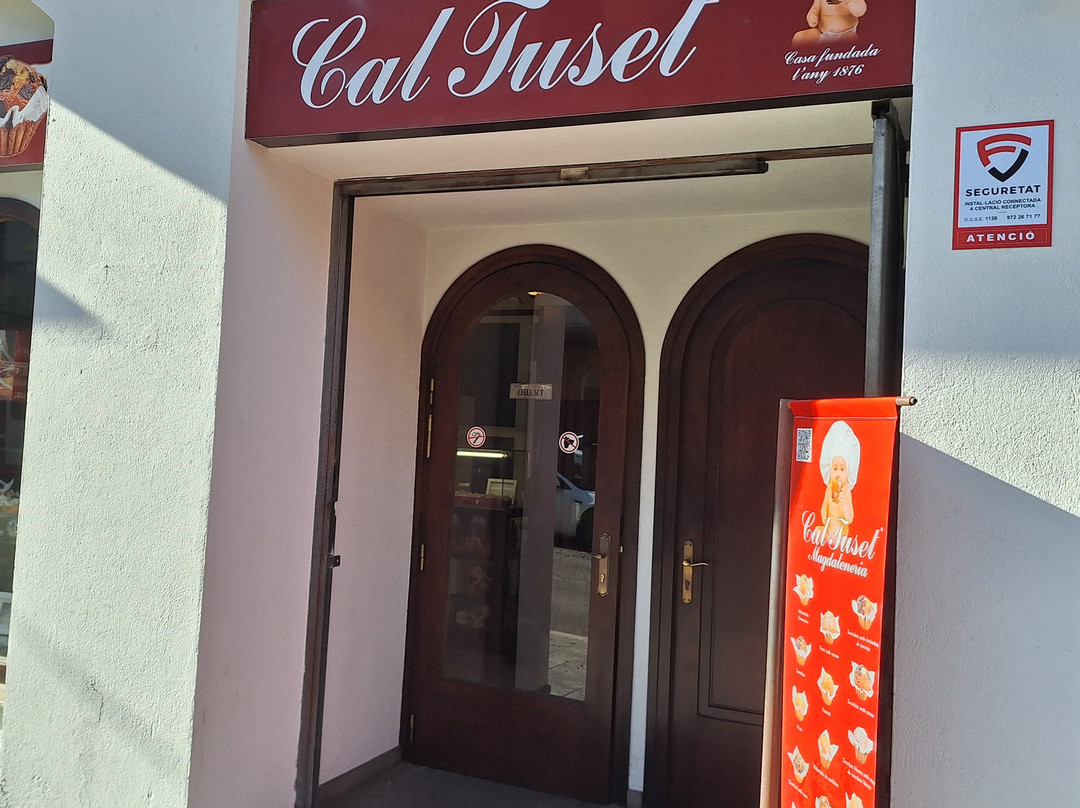 Cal Tuset
Casa fundada
l'any 1876
SEGURETAT
INSTAL·LACIÓ CONNECTADA
A CENTRAL RECEPTORA
D.G.S.E. 1126 972 26 71 77
ATENCIÓ
OBERT
Cal Tuset®
Magdaleneria